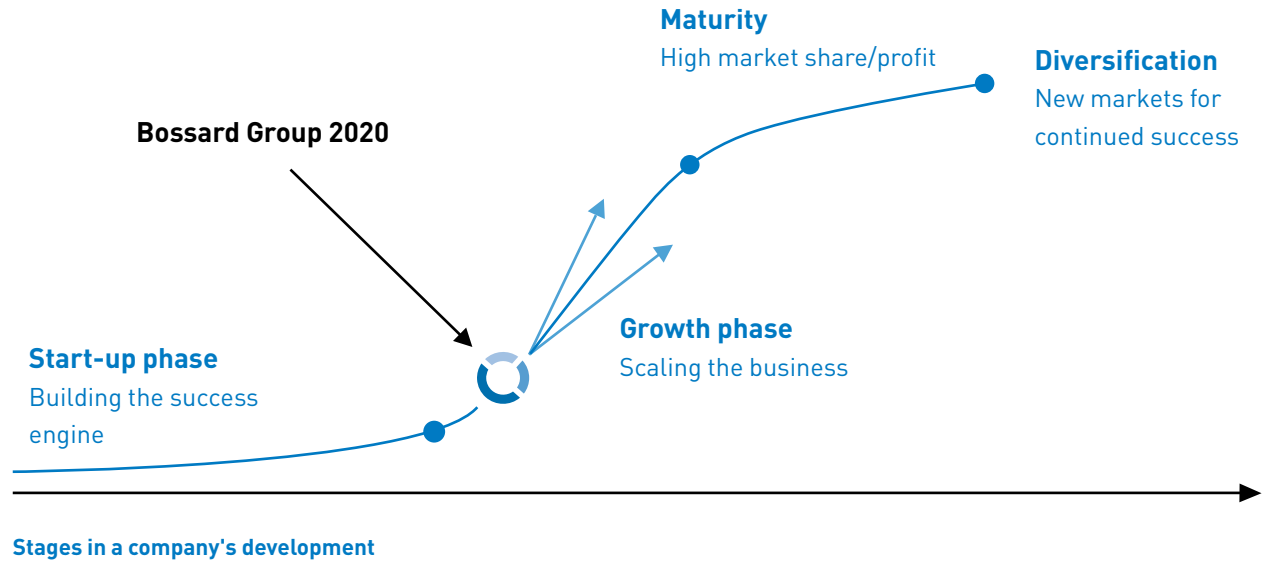 Maturity
High market share/profit
Diversification
New markets for
continued success
Bossard Group 2020
Growth phase
Scaling the business
Start-up phase
Building the success
engine
Stages in a company's development